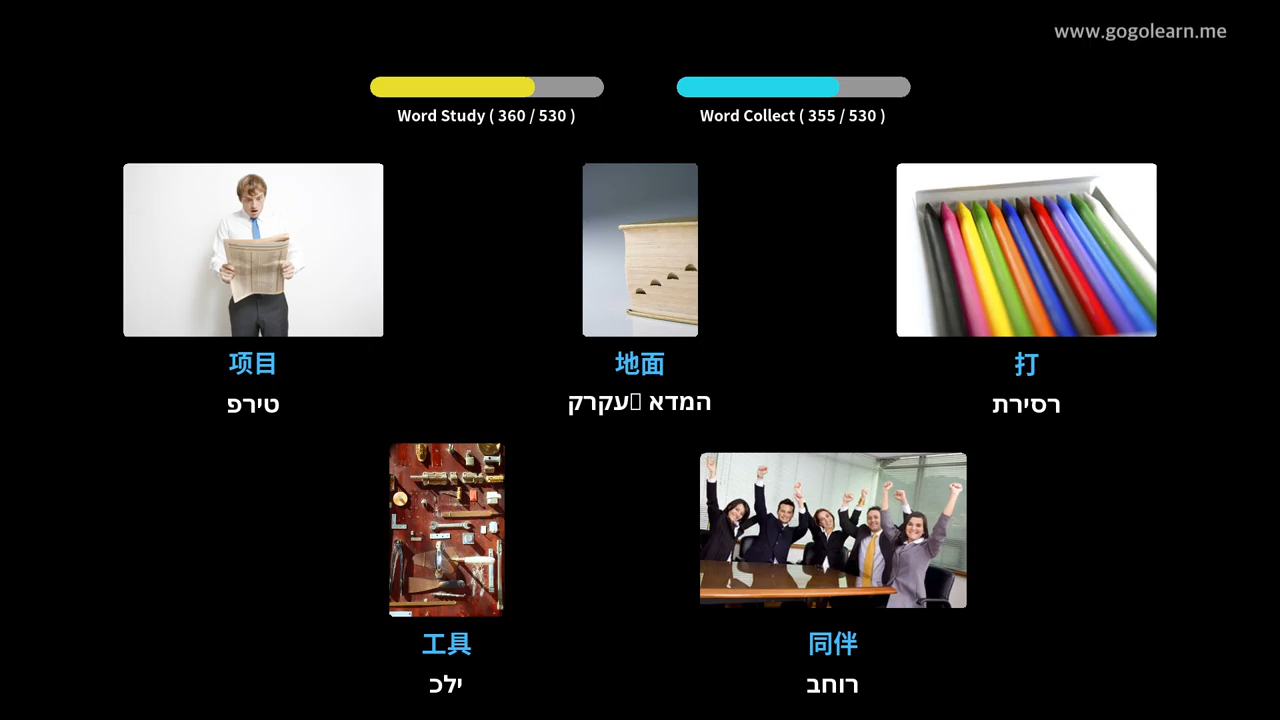 www.gogolearn.me
Word Study ( 360 / 530 )
Word Collect ( 355 / 530 )
项目
טירפ
地面
המדא עקרק
打
רסירת
工具
ילכ
同伴
רוחב